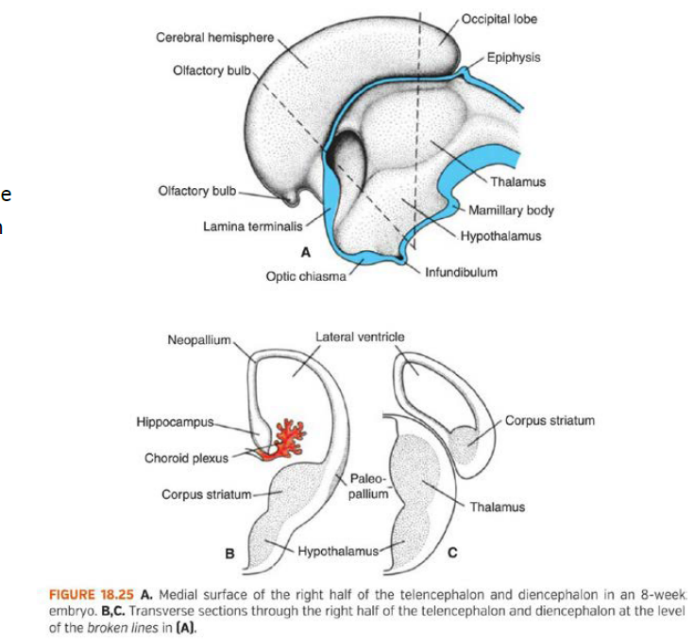 Occipital lobe
Cerebral hemisphere
Epiphysis
Olfactory bulb
e
Thalamus
Olfactory bulb
Mamillary body
n
Lamina terminalis
Hypothalamus
A
Infundibulum
Optic chiasma
Neopallium
Lateral ventricle
Hippocampus
Corpus striatum
Choroid plexus
Paleo-
pallium
Corpus striatum
Thalamus
B
Hypothalamus
C
FIGURE 18.25 A. Medial surface of the right half of the telencephalon and diencephalon in an 8-week
embryo. B,C. Transverse sections through the right half of the telencephalon and diencephalon at the level
of the broken lines in (A).